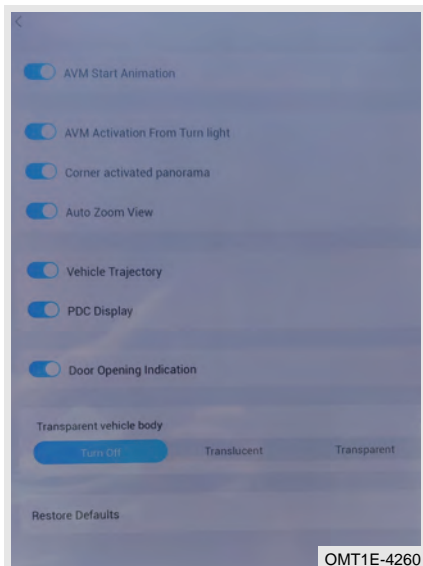 AVM Start Animation
AVM Activation From Turn light
Corner activated panorama
Auto Zoom View
Vehicle Trajectory
PDC Display
Door Opening Indication
Transparent vehicle body
Turn Off Translucent Transparent
Restore Defaults
OMT1E-4260